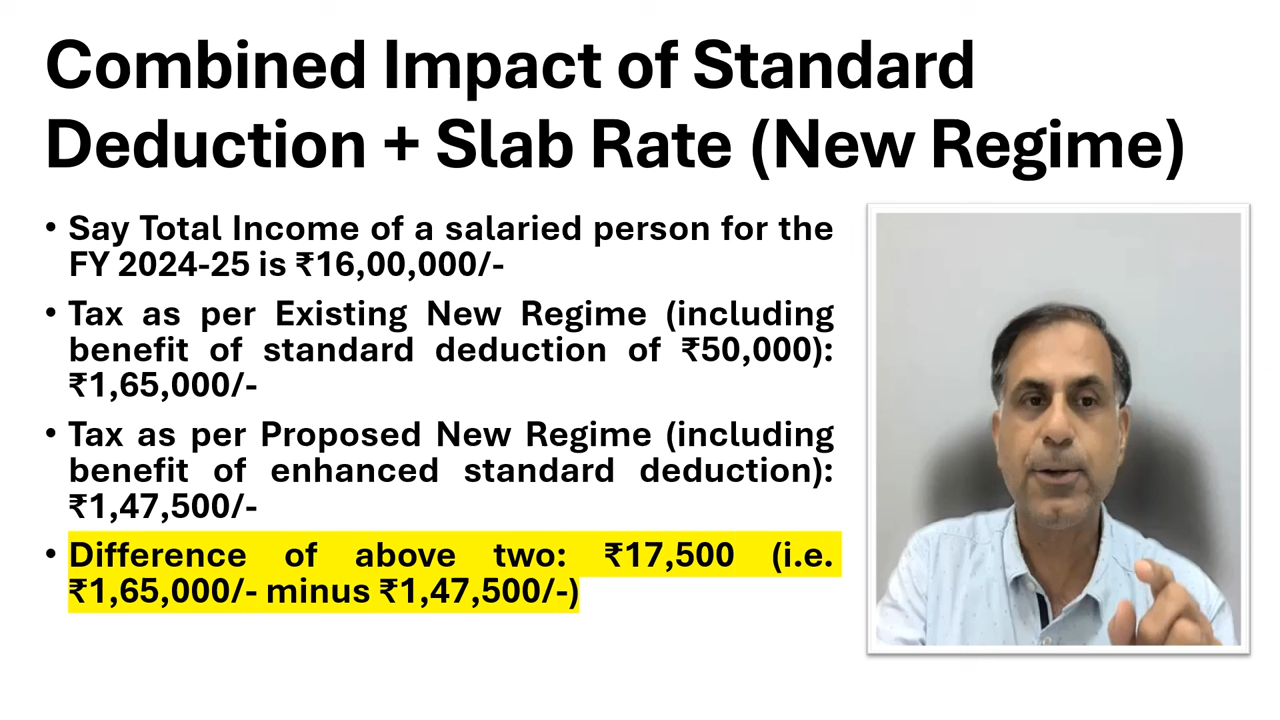 Combined Impact of Standard
Deduction + Slab Rate (New Regime)
• Say Total Income of a salaried person for the
FY 2024-25 is ₹16,00,000/-
• Tax as per Existing New Regime (including
benefit of standard deduction of ₹50,000):
₹1,65,000/-
• Tax as per Proposed New Regime (including
benefit of enhanced standard deduction):
₹1,47,500/-
• Difference of above two: ₹17,500 (i.e.
₹1,65,000/- minus ₹1,47,500/-)